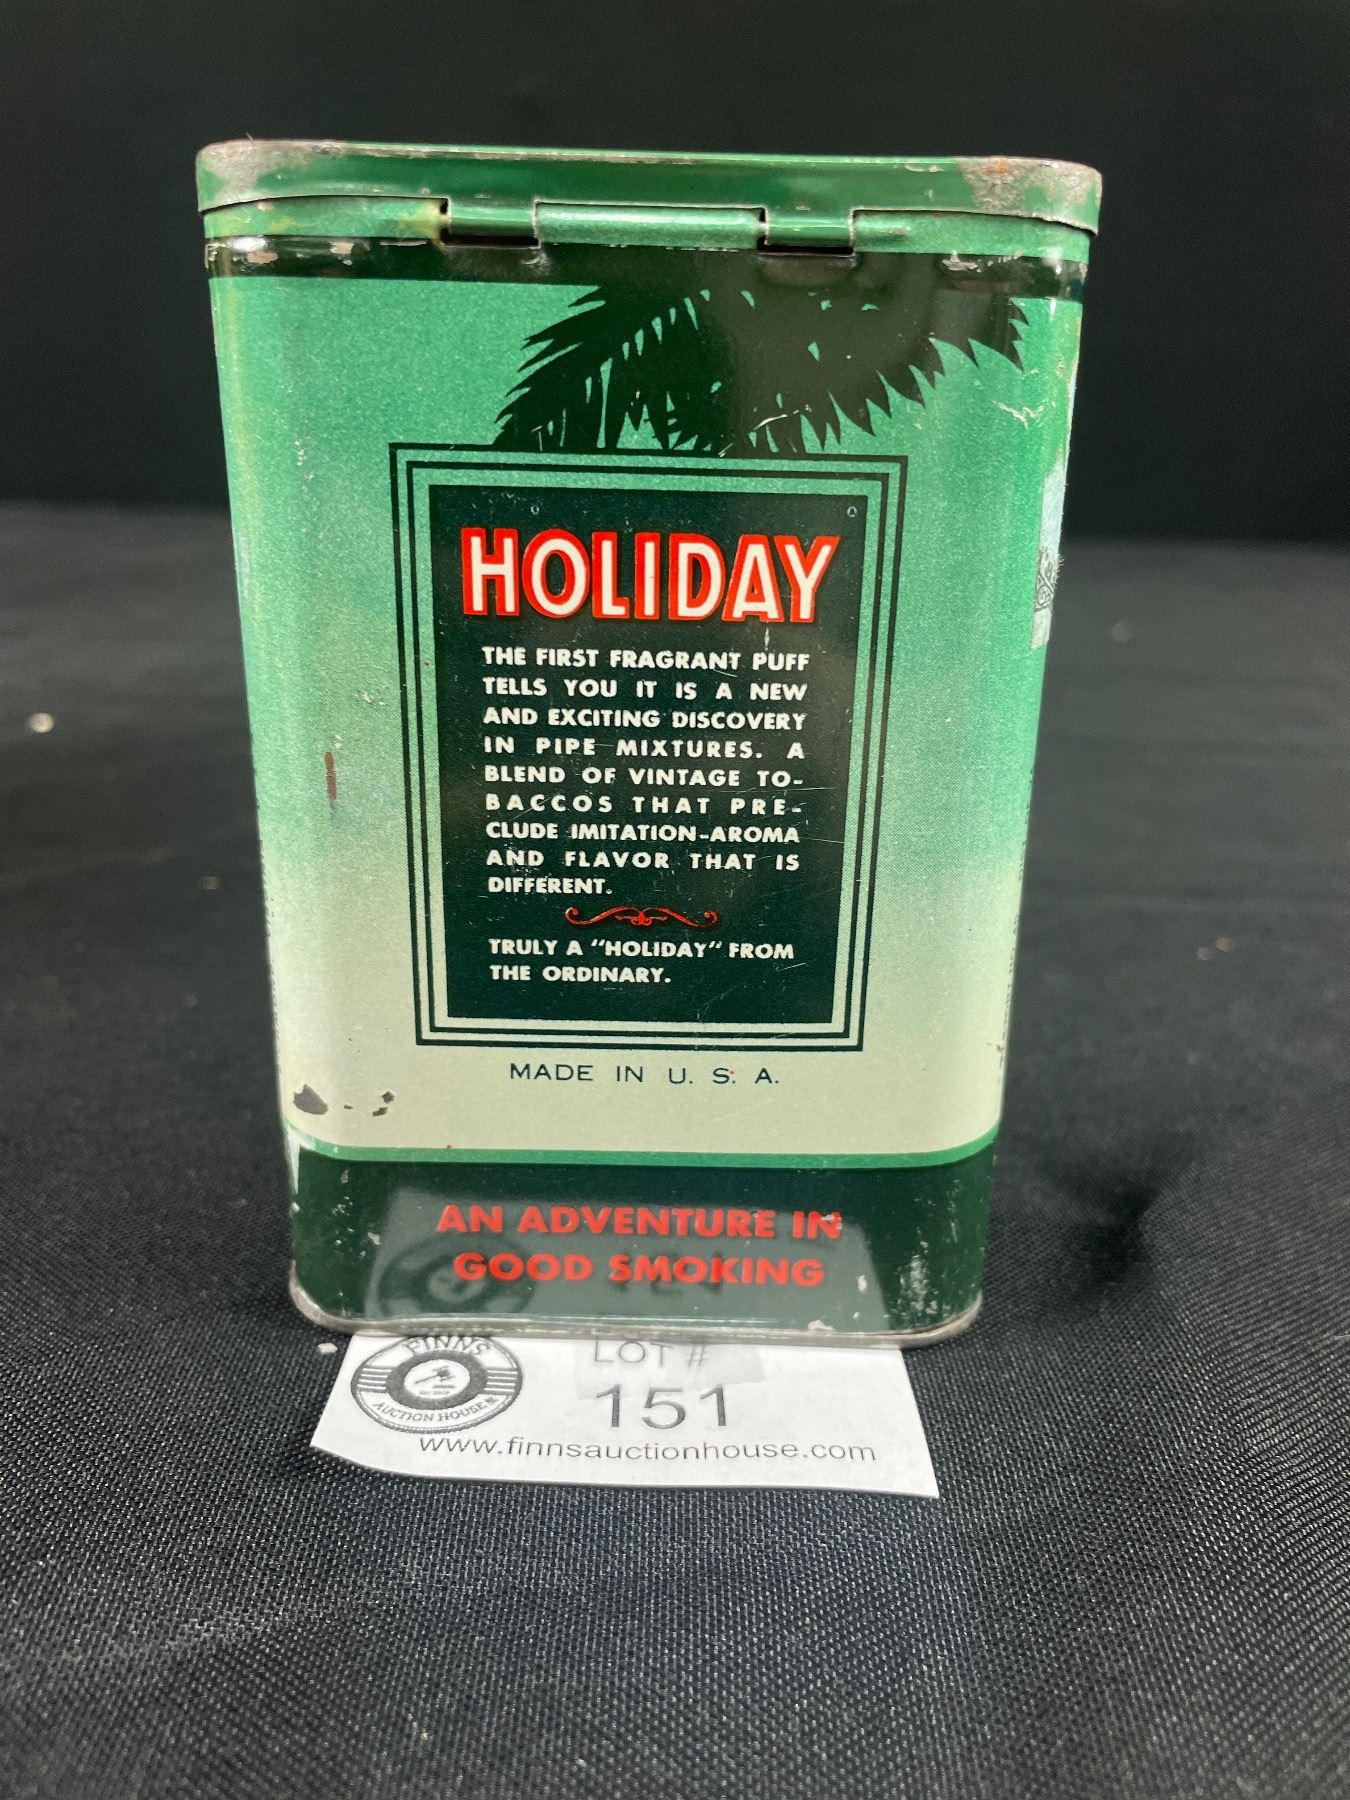 HOLIDAY
THE FIRST FRAGRANT PUFF
TELLS YOU IT IS A NEW
AND EXCITING DISCOVERY
IN PIPE MIXTURES. A
BLEND OF VINTAGE TO-
BACCOS THAT PRE-
CLUDE IMITATION-AROMA
AND FLAVOR THAT IS
DIFFERENT.
TRULY A "HOLIDAY" FROM
THE ORDINARY.
MADE IN U. S. A.
AN ADVENTURE IN
GOOD SMOKING
FINNS
AUCTION HOUSE
LOT #
151
www.finnsauctionhouse.com